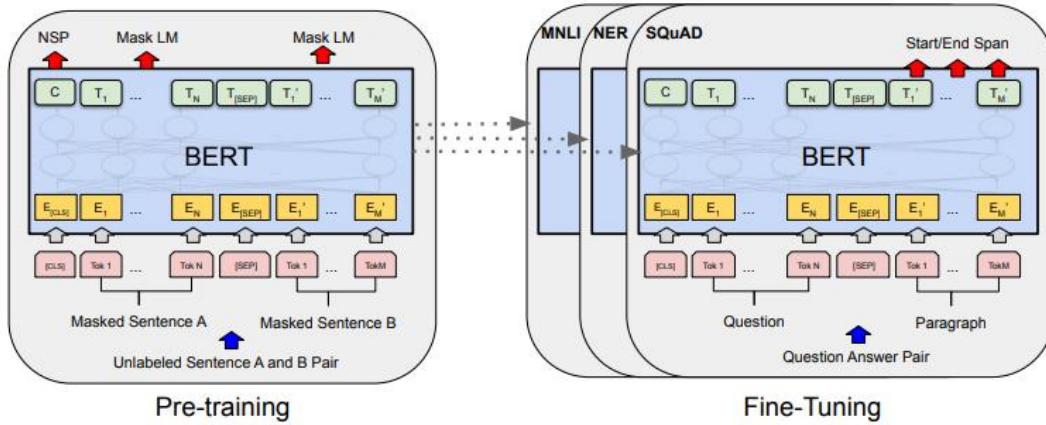 NSP Mask LM Mask LM
C T1 ... TN T[SEP] T1' ... TM'
BERT
E[CLS] E1 ... EN E[SEP] E1' ... EM'
[CLS] Tok 1 ... Tok N [SEP] Tok 1 ... TokM
Masked Sentence A Masked Sentence B
Unlabeled Sentence A and B Pair
Pre-training
MNLI NER SQuAD
Start/End Span
C T1 ... TN T[SEP] T1' ... TM'
BERT
E[CLS] E1 ... EN E[SEP] E1' ... EM'
[CLS] Tok 1 ... Tok N [SEP] Tok 1 ... TokM
Question Paragraph
Question Answer Pair
Fine-Tuning